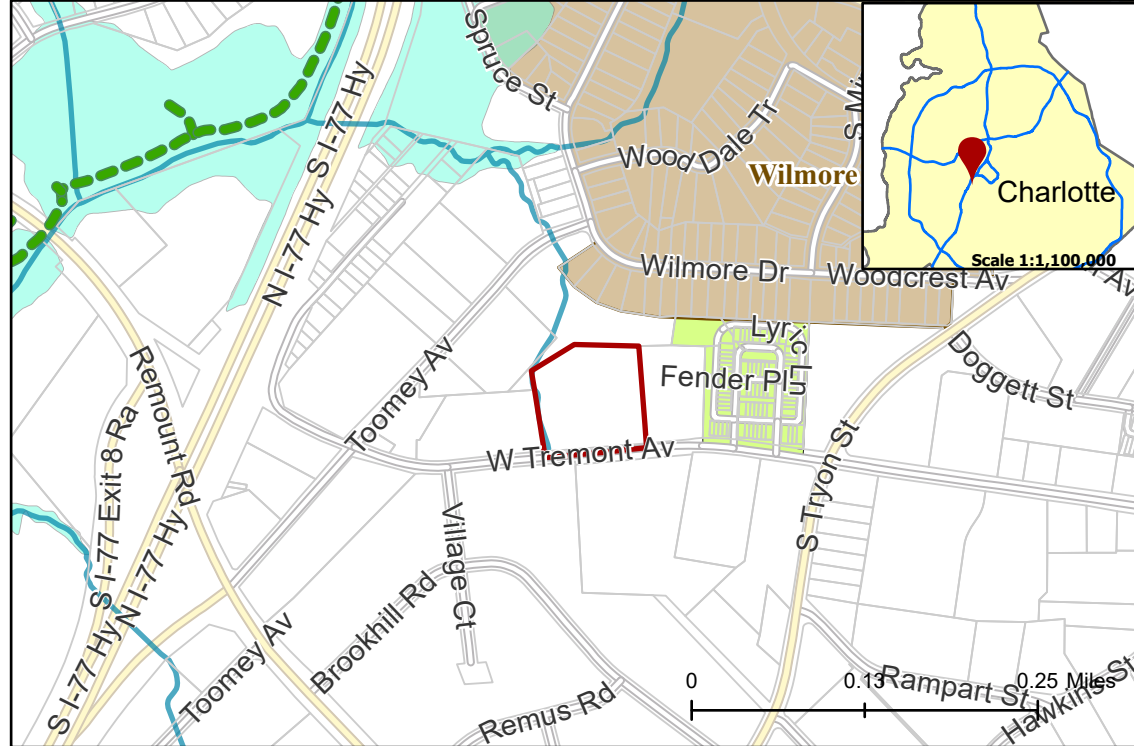 Spruce St
S I-77 Hy
N I-77 Hy
Wood Dale Tr
S Mi
Wilmore
Charlotte
Scale 1:1,100,000
Wilmore Dr
Woodcrest Av
Av
Lyric Ln
Fender Pl
Doggett St
Toomey Av
Remount Rd
W Tremont Av
S Tryon St
S I-77 Exit 8 Ra
N I-77 Hy
S I-77 Hy
Village Ct
Brookhill Rd
Toomey Av
Remus Rd
0
0.13
0.25 Miles
Rampart St
Hawkins St